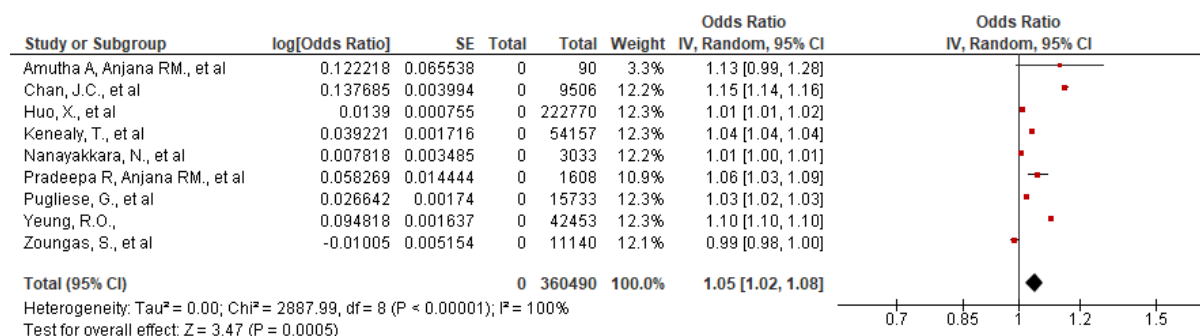 Odds Ratio Odds Ratio
Study or Subgroup log[Odds Ratio] SE Total Total Weight IV, Random, 95% CI IV, Random, 95% CI
Amutha A, Anjana RM., et al 0.122218 0.065538 0 90 3.3% 1.13 [0.99, 1.28]
Chan, J.C., et al 0.137685 0.003994 0 9506 12.2% 1.15 [1.14, 1.16]
Huo, X., et al 0.0139 0.000755 0 222770 12.3% 1.01 [1.01, 1.02]
Kenealy, T., et al 0.039221 0.001716 0 54157 12.3% 1.04 [1.04, 1.04]
Nanayakkara, N., et al 0.007818 0.003485 0 3033 12.2% 1.01 [1.00, 1.01]
Pradeepa R, Anjana RM., et al 0.058269 0.014444 0 1608 10.9% 1.06 [1.03, 1.09]
Pugliese, G., et al 0.026642 0.00174 0 15733 12.3% 1.03 [1.02, 1.03]
Yeung, R.O., 0.094818 0.001637 0 42453 12.3% 1.10 [1.10, 1.10]
Zoungas, S., et al -0.01005 0.005154 0 11140 12.1% 0.99 [0.98, 1.00]
Total (95% CI) 0 360490 100.0% 1.05 [1.02, 1.08]
Heterogeneity: Tau² = 0.00; Chi² = 2887.99, df = 8 (P < 0.00001); I² = 100%
Test for overall effect: Z = 3.47 (P = 0.0005)
0.7 0.85 1 1.2 1.5